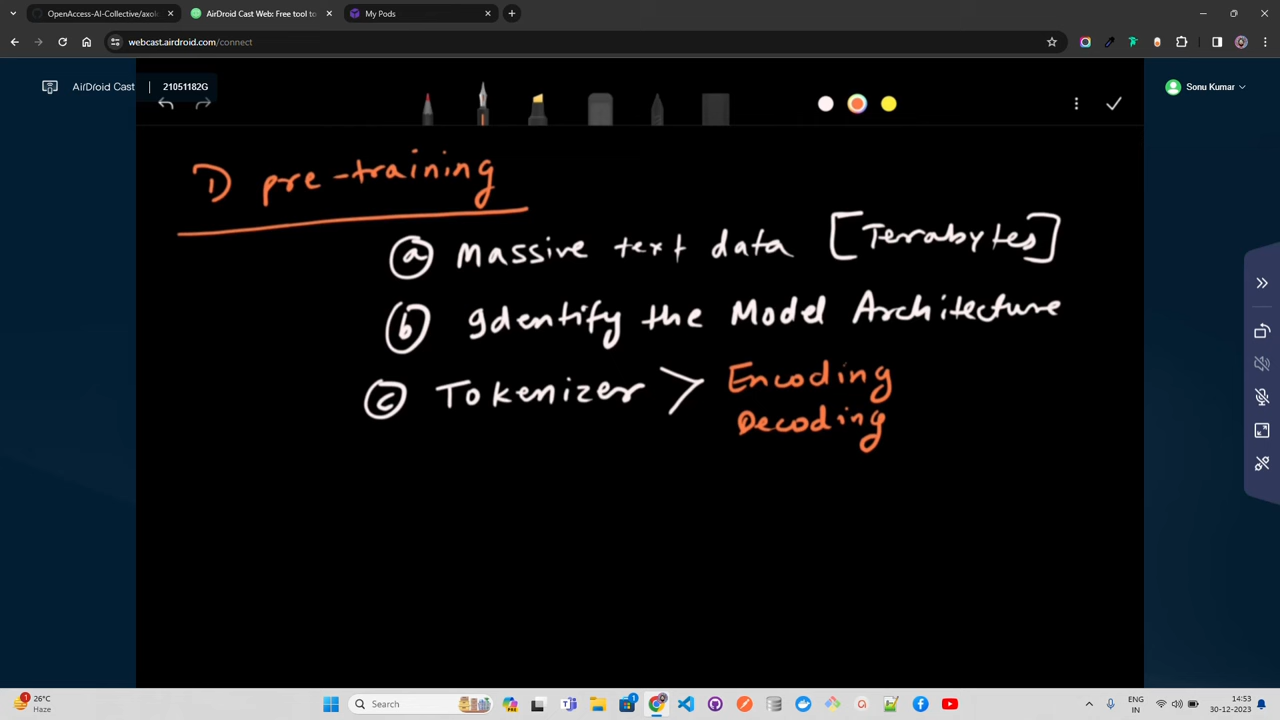 OpenAccess-AI-Collective/axol
AirDroid Cast Web: Free tool to
My Pods
webcast.airdroid.com/connect
AirDroid Cast
21051182G
Sonu Kumar
1) pre-training
(a) Massive text data [Terabytes]
(b) Identify the Model Architecture
(c) Tokenizer > Encoding
Decoding
1
26°C
Haze
Search
1
ENG
IN
14:53
30-12-2023